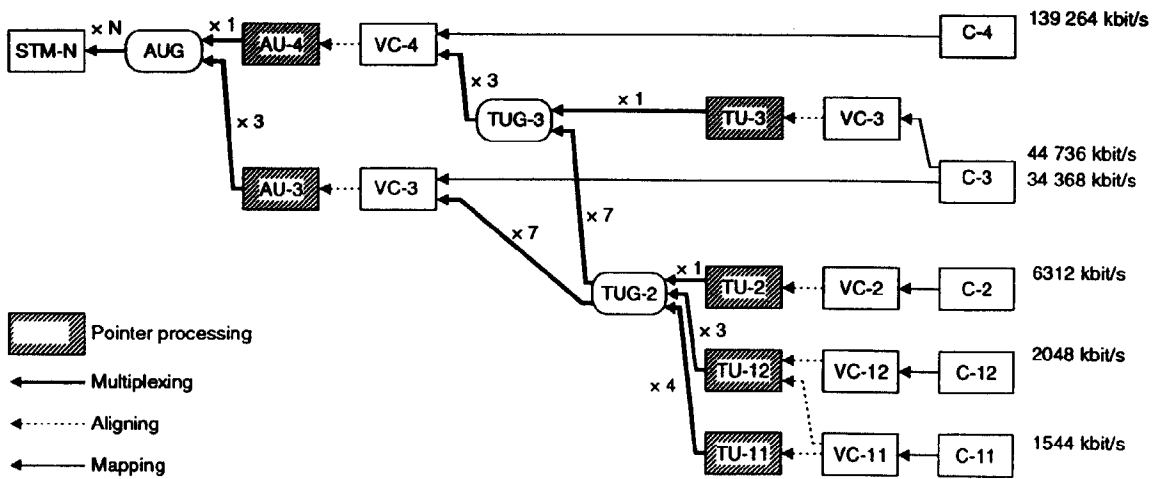 STM-N
× N
AUG
× 1
AU-4
VC-4
C-4
139 264 kbit/s
× 3
× 3
TUG-3
× 1
TU-3
VC-3
AU-3
VC-3
C-3
44 736 kbit/s
34 368 kbit/s
× 7
× 7
TUG-2
× 1
TU-2
VC-2
C-2
6312 kbit/s
× 3
TU-12
VC-12
C-12
2048 kbit/s
× 4
TU-11
VC-11
C-11
1544 kbit/s
Pointer processing
Multiplexing
Aligning
Mapping